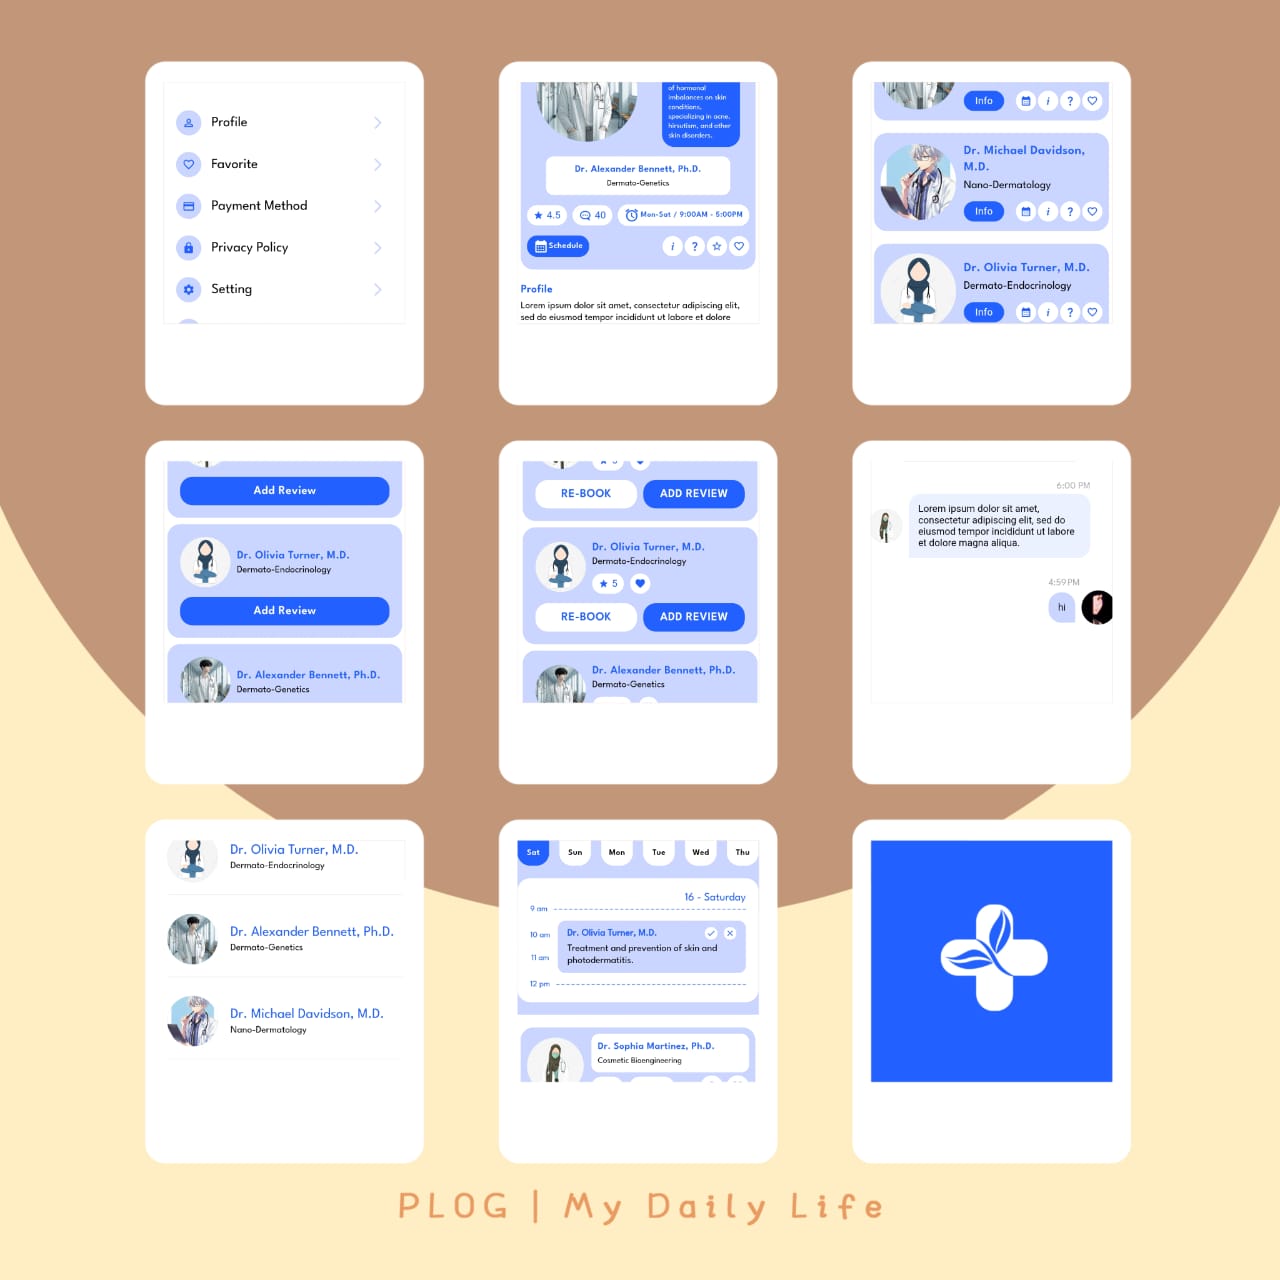 Profile
Favorite
Payment Method
Privacy Policy
Setting
of hormonal
imbalances on skin
conditions,
specializing in acne,
hirsutism, and other
skin disorders.
Dr. Alexander Bennett, Ph.D.
Dermato-Genetics
4.5
40
Mon-Sat / 9:00AM - 5:00PM
Schedule
i
?
Profile
Lorem ipsum dolor sit amet, consectetur adipiscing elit,
sed do eiusmod tempor incididunt ut labore et dolore
Info
i
?
Dr. Michael Davidson,
M.D.
Nano-Dermatology
Info
i
?
Dr. Olivia Turner, M.D.
Dermato-Endocrinology
Info
i
?
Add Review
Dr. Olivia Turner, M.D.
Dermato-Endocrinology
Add Review
Dr. Alexander Bennett, Ph.D.
Dermato-Genetics
5
RE-BOOK
ADD REVIEW
Dr. Olivia Turner, M.D.
Dermato-Endocrinology
5
RE-BOOK
ADD REVIEW
Dr. Alexander Bennett, Ph.D.
Dermato-Genetics
6:00 PM
Lorem ipsum dolor sit amet,
consectetur adipiscing elit, sed do
eiusmod tempor incididunt ut labore
et dolore magna aliqua.
4:59 PM
hi
Dr. Olivia Turner, M.D.
Dermato-Endocrinology
Dr. Alexander Bennett, Ph.D.
Dermato-Genetics
Dr. Michael Davidson, M.D.
Nano-Dermatology
Sat Sun Mon Tue Wed Thu
16 - Saturday
9 am
10 am
Dr. Olivia Turner, M.D.
Treatment and prevention of skin and
photodermatitis.
11 am
12 pm
Dr. Sophia Martinez, Ph.D.
Cosmetic Bioengineering
PLOG | My Daily Life